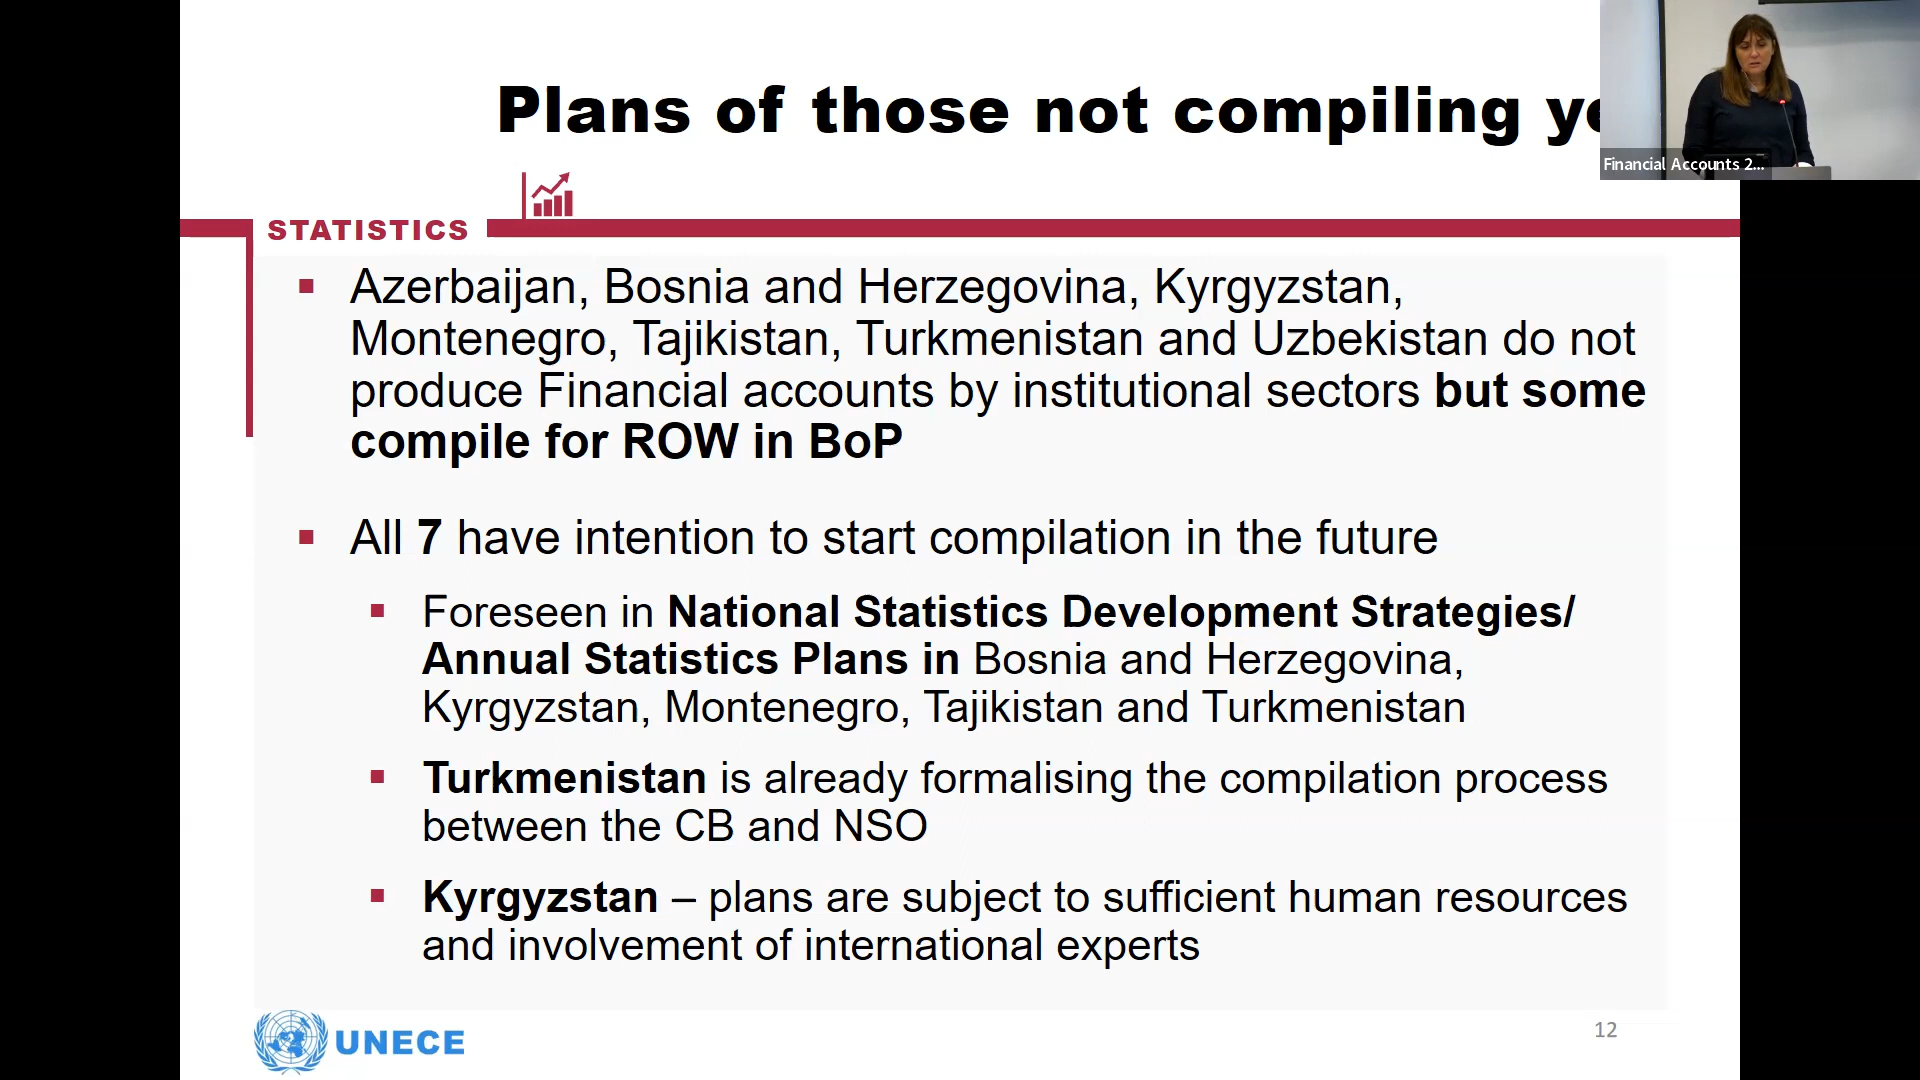 Plans of those not compiling ye
Financial Accounts 2...
STATISTICS
▪ Azerbaijan, Bosnia and Herzegovina, Kyrgyzstan,
Montenegro, Tajikistan, Turkmenistan and Uzbekistan do not
produce Financial accounts by institutional sectors but some
compile for ROW in BoP
▪ All 7 have intention to start compilation in the future
▪ Foreseen in National Statistics Development Strategies/
Annual Statistics Plans in Bosnia and Herzegovina,
Kyrgyzstan, Montenegro, Tajikistan and Turkmenistan
▪ Turkmenistan is already formalising the compilation process
between the CB and NSO
▪ Kyrgyzstan – plans are subject to sufficient human resources
and involvement of international experts
UNECE
12